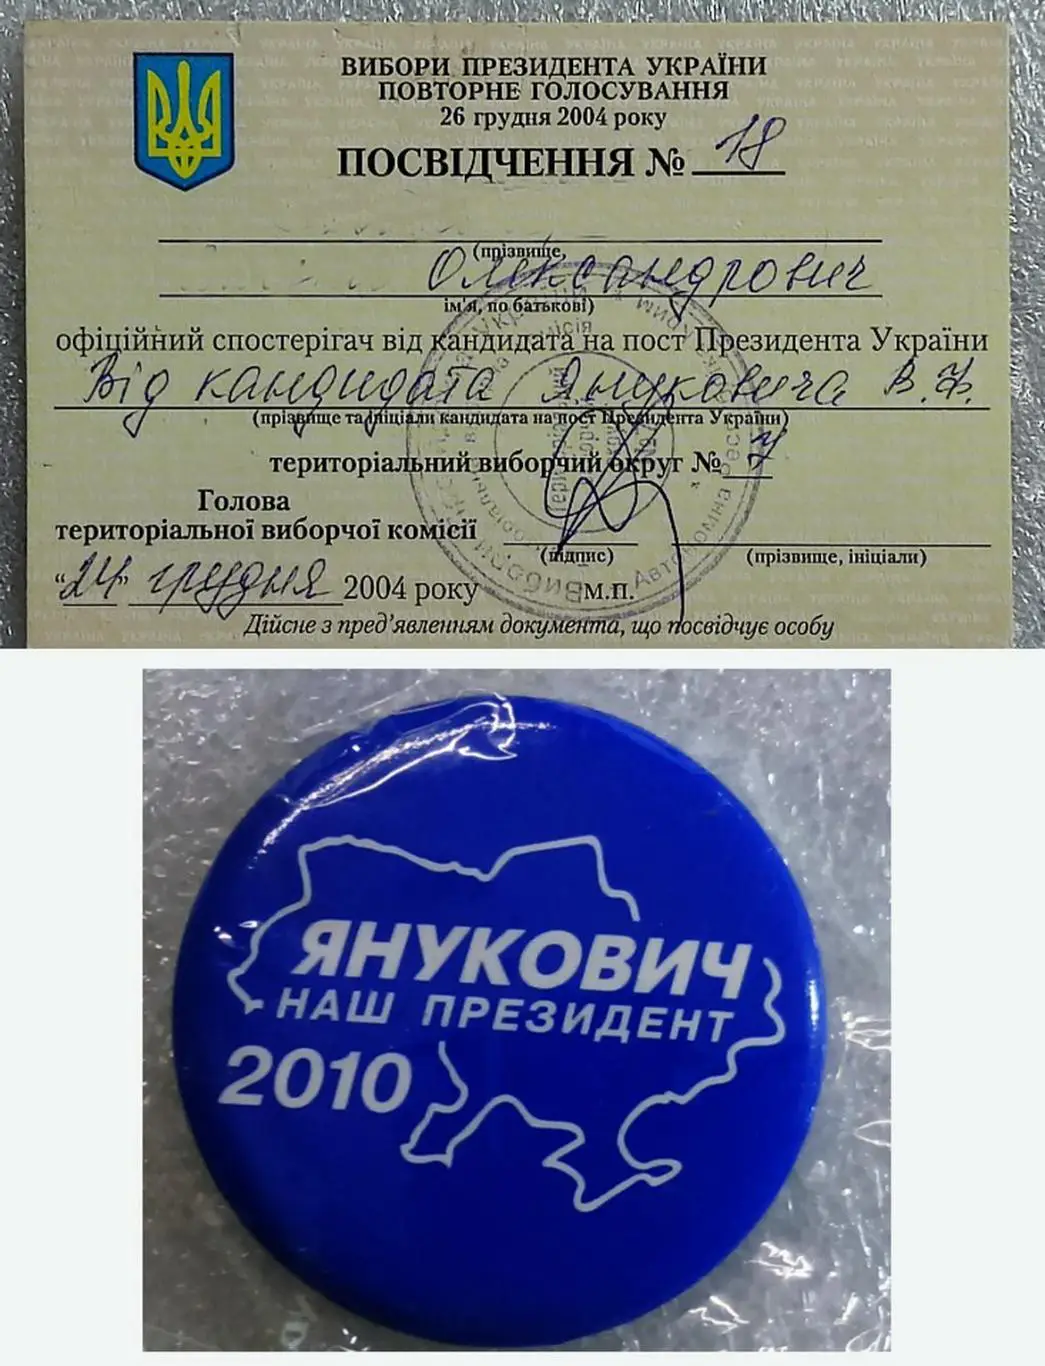 ВИБОРИ ПРЕЗИДЕНТА УКРАЇНИ
ПОВТОРНЕ ГОЛОСУВАННЯ
26 грудня 2004 року
ПОСВІДЧЕННЯ № 18
(прізвище,
Олександрович
ім'я, по батькові)
офіційний спостерігач від кандидата на пост Президента України
Від кандидата Януковича В.Ф.
(прізвище та ініціали кандидата на пост Президента України)
територіальний виборчий округ № 7
Голова
територіальної виборчої комісії
(підпис) (прізвище, ініціали)
"24" грудня 2004 року м.п.
Дійсне з пред'явленням документа, що посвідчує особу
ЯНУКОВИЧ
НАШ ПРЕЗИДЕНТ
2010